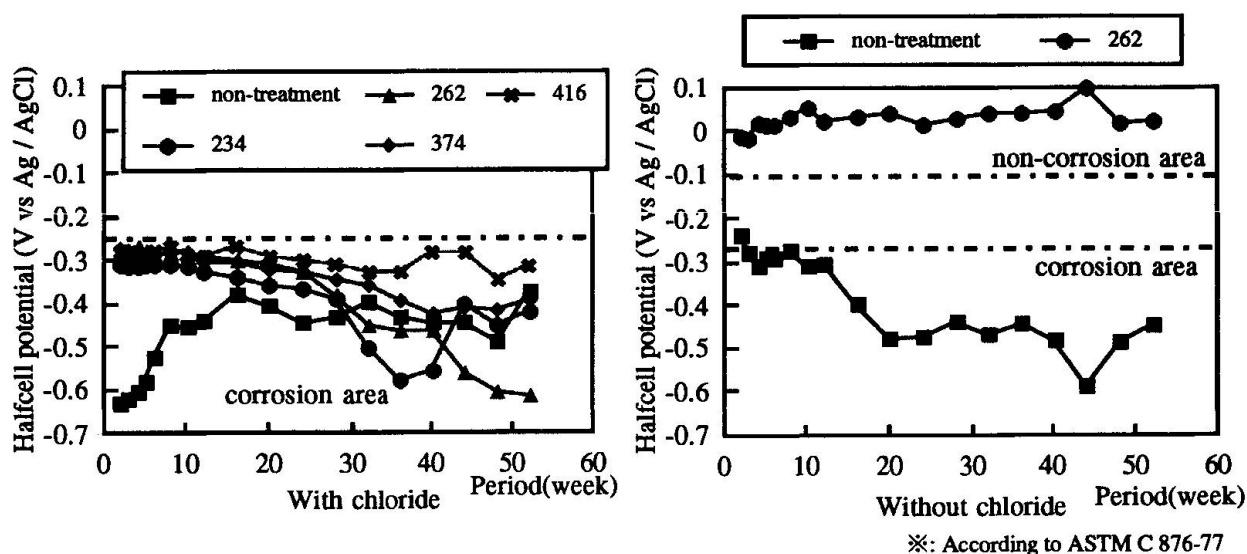 non-treatment 262 416
234 374
Halfcell potential (V vs Ag / AgCl)
0.1
0
-0.1
-0.2
-0.3
-0.4
-0.5
-0.6
-0.7
corrosion area
0 10 20 30 40 50 60
With chloride
Period(week)
non-treatment 262
Halfcell potential (V vs Ag / AgCl)
0.1
0
-0.1
-0.2
-0.3
-0.4
-0.5
-0.6
-0.7
non-corrosion area
corrosion area
0 10 20 30 40 50 60
Without chloride
Period(week)
※: According to ASTM C 876-77